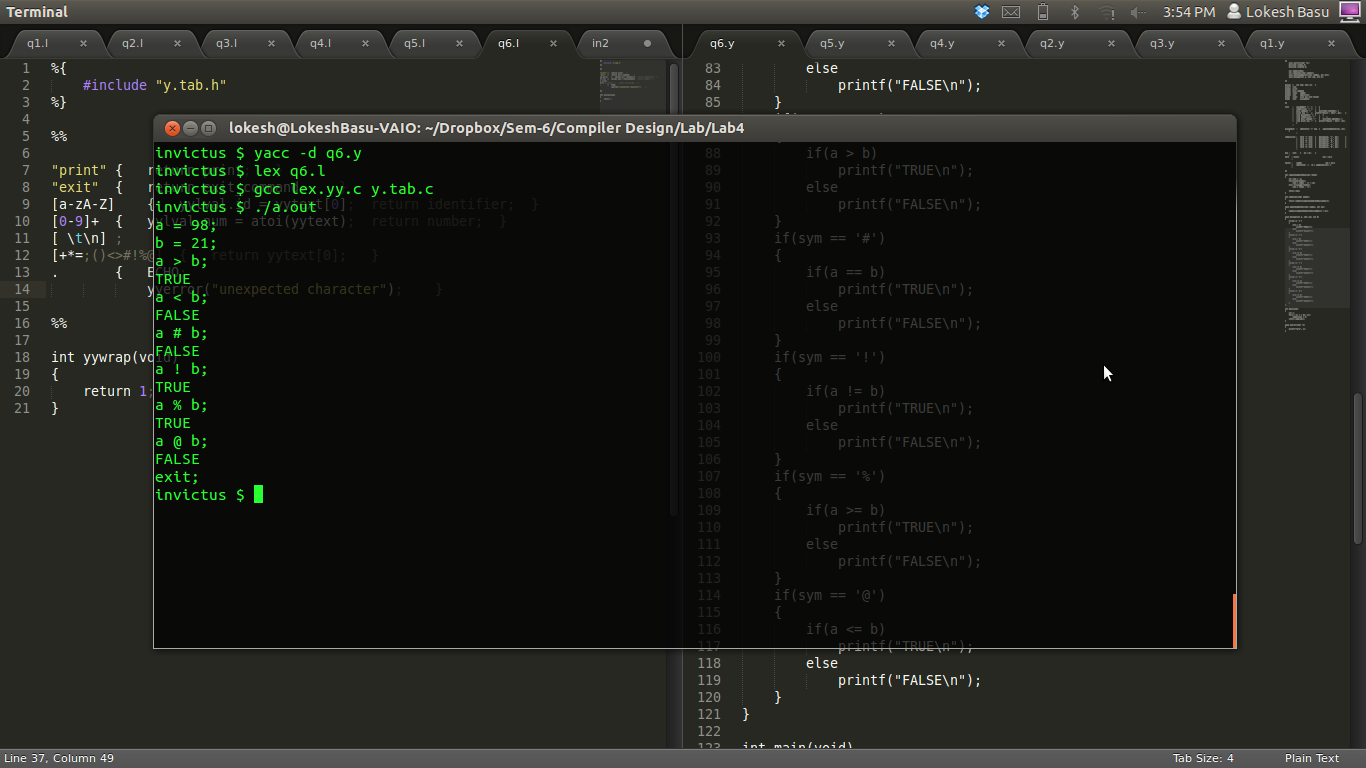 Terminal
3:54 PM Lokesh Basu
q1.l × q2.l × q3.l × q4.l × q5.l × q6.l × in2
q6.y × q5.y × q4.y × q2.y × q3.y × q1.y ×
1 %{
2 #include "y.tab.h"
3 %}
4
5 %%
6
7 "print" {
8 "exit" {
9 [a-zA-Z] { yylval.id = yytext[0]; return identifier; }
10 [0-9]+ { yylval.num = atoi(yytext); return number; }
11 [ \t\n] ;
12 [+*=;()<>#!%@] { return yytext[0]; }
13 . { ECHO;
14 yyerror("unexpected character"); }
15
16 %%
17
18 int yywrap(void)
19 {
20 return 1;
21 }
lokesh@LokeshBasu-VAIO: ~/Dropbox/Sem-6/Compiler Design/Lab/Lab4
invictus $ yacc -d q6.y
invictus $ lex q6.l
invictus $ gcc lex.yy.c y.tab.c
invictus $ ./a.out
a = 98;
b = 21;
a > b;
TRUE
a < b;
FALSE
a # b;
FALSE
a ! b;
TRUE
a % b;
TRUE
a @ b;
FALSE
exit;
invictus $
83 else
84 printf("FALSE\n");
85 }
88 if(a > b)
89 printf("TRUE\n");
90 else
91 printf("FALSE\n");
92 }
93 if(sym == '#')
94 {
95 if(a == b)
96 printf("TRUE\n");
97 else
98 printf("FALSE\n");
99 }
100 if(sym == '!')
101 {
102 if(a != b)
103 printf("TRUE\n");
104 else
105 printf("FALSE\n");
106 }
107 if(sym == '%')
108 {
109 if(a >= b)
110 printf("TRUE\n");
111 else
112 printf("FALSE\n");
113 }
114 if(sym == '@')
115 {
116 if(a <= b)
117 printf("TRUE\n");
118 else
119 printf("FALSE\n");
120 }
121 }
122
123 int main(void)
Line 37, Column 49
Tab Size: 4 Plain Text